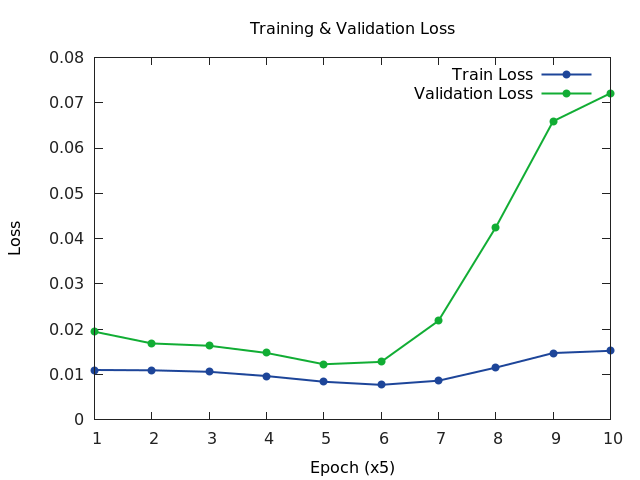 Training & Validation Loss
0.08
0.07
0.06
0.05
0.04
0.03
0.02
0.01
0
Loss
Train Loss
Validation Loss
1 2 3 4 5 6 7 8 9 10
Epoch (x5)